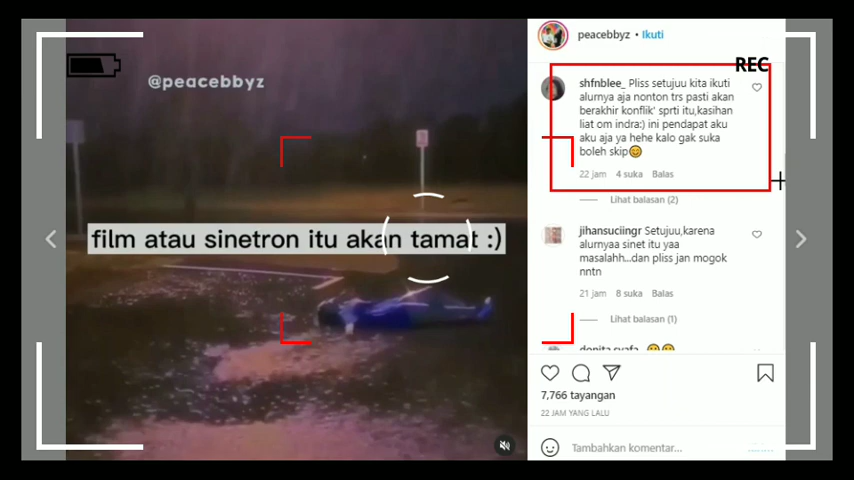 @peacebbyz
film atau sinetron itu akan tamat :)
peacebbyz • Ikuti
REC
shfnblee_ Pliss setujuu kita ikuti
alurnya aja nonton trs pasti akan
berakhir konflik' sprti itu,kasihan
liat om indra:) ini pendapat aku
aku aja ya hehe kalo gak suka
boleh skip😊
22 jam 4 suka Balas
Lihat balasan (2)
jihansuciingr Setujuu,karena
alurnyaa sinet itu yaa
masalahh...dan pliss jan mogok
nntn
21 jam 8 suka Balas
Lihat balasan (1)
7,766 tayangan
22 JAM YANG LALU
Tambahkan komentar...